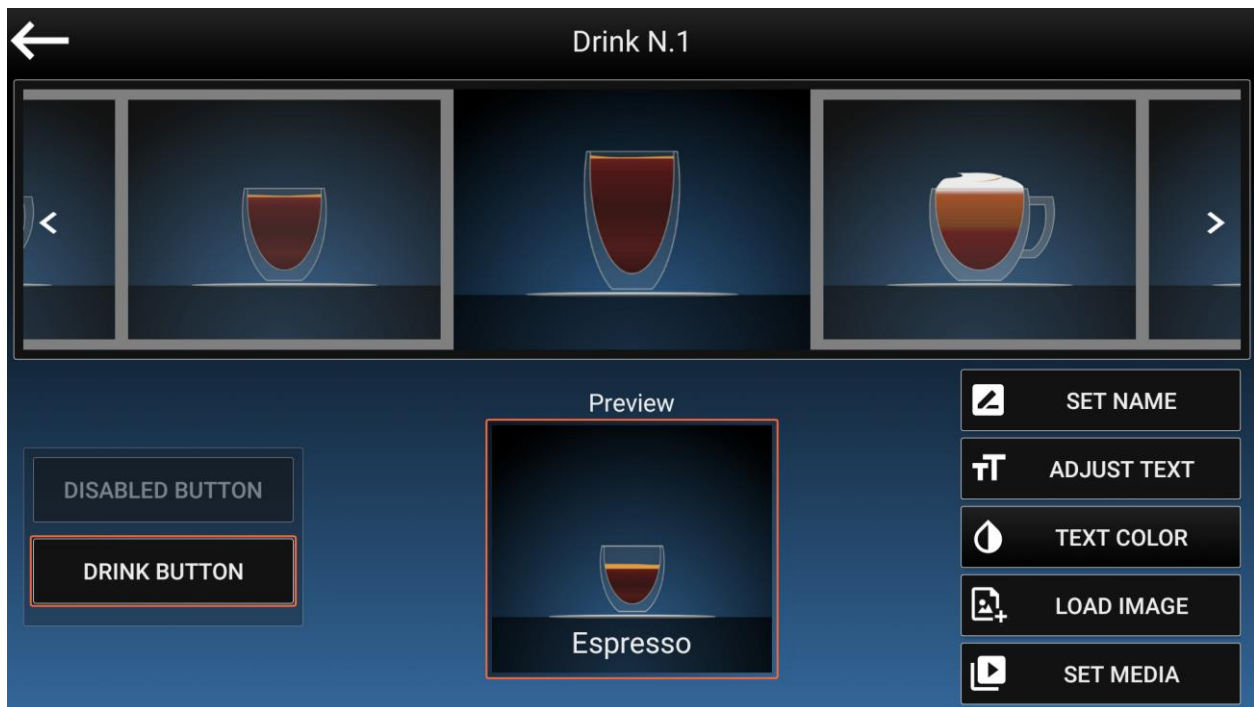 Drink N.1
Preview
Espresso
DISABLED BUTTON
DRINK BUTTON
SET NAME
ADJUST TEXT
TEXT COLOR
LOAD IMAGE
SET MEDIA